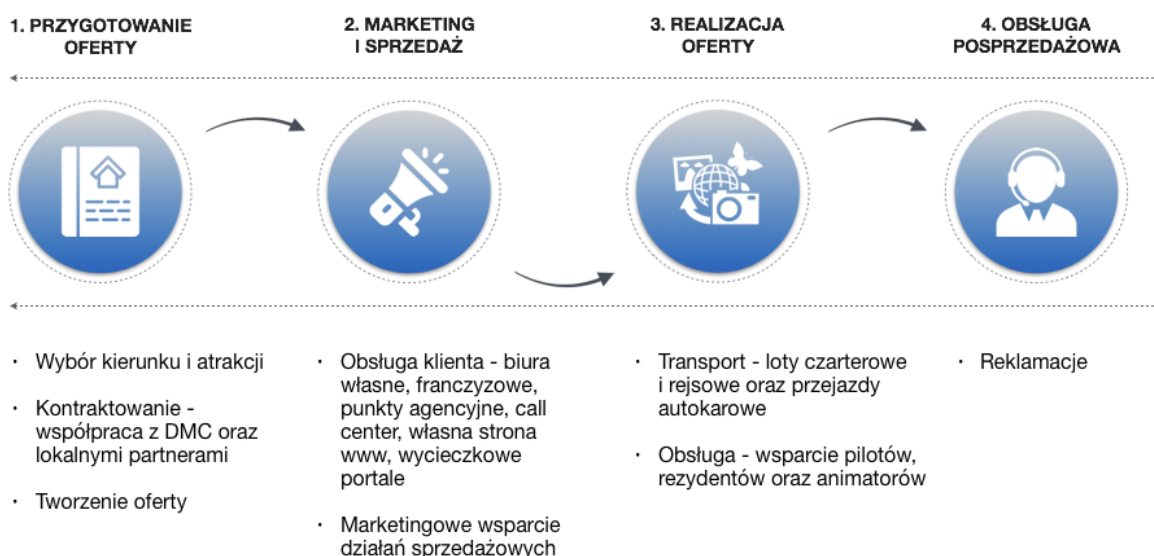 1. PRZYGOTOWANIE
OFERTY
2. MARKETING
I SPRZEDAŻ
3. REALIZACJA
OFERTY
4. OBSŁUGA
POSPRZEDAŻOWA
· Wybór kierunku i atrakcji
· Kontraktowanie -
współpraca z DMC oraz
lokalnymi partnerami
· Tworzenie oferty
· Obsługa klienta - biura
własne, franczyzowe,
punkty agencyjne, call
center, własna strona
www, wycieczkowe
portale
· Marketingowe wsparcie
działań sprzedażowych
· Transport - loty czarterowe
i rejsowe oraz przejazdy
autokarowe
· Obsługa - wsparcie pilotów,
rezydentów oraz animatorów
· Reklamacje